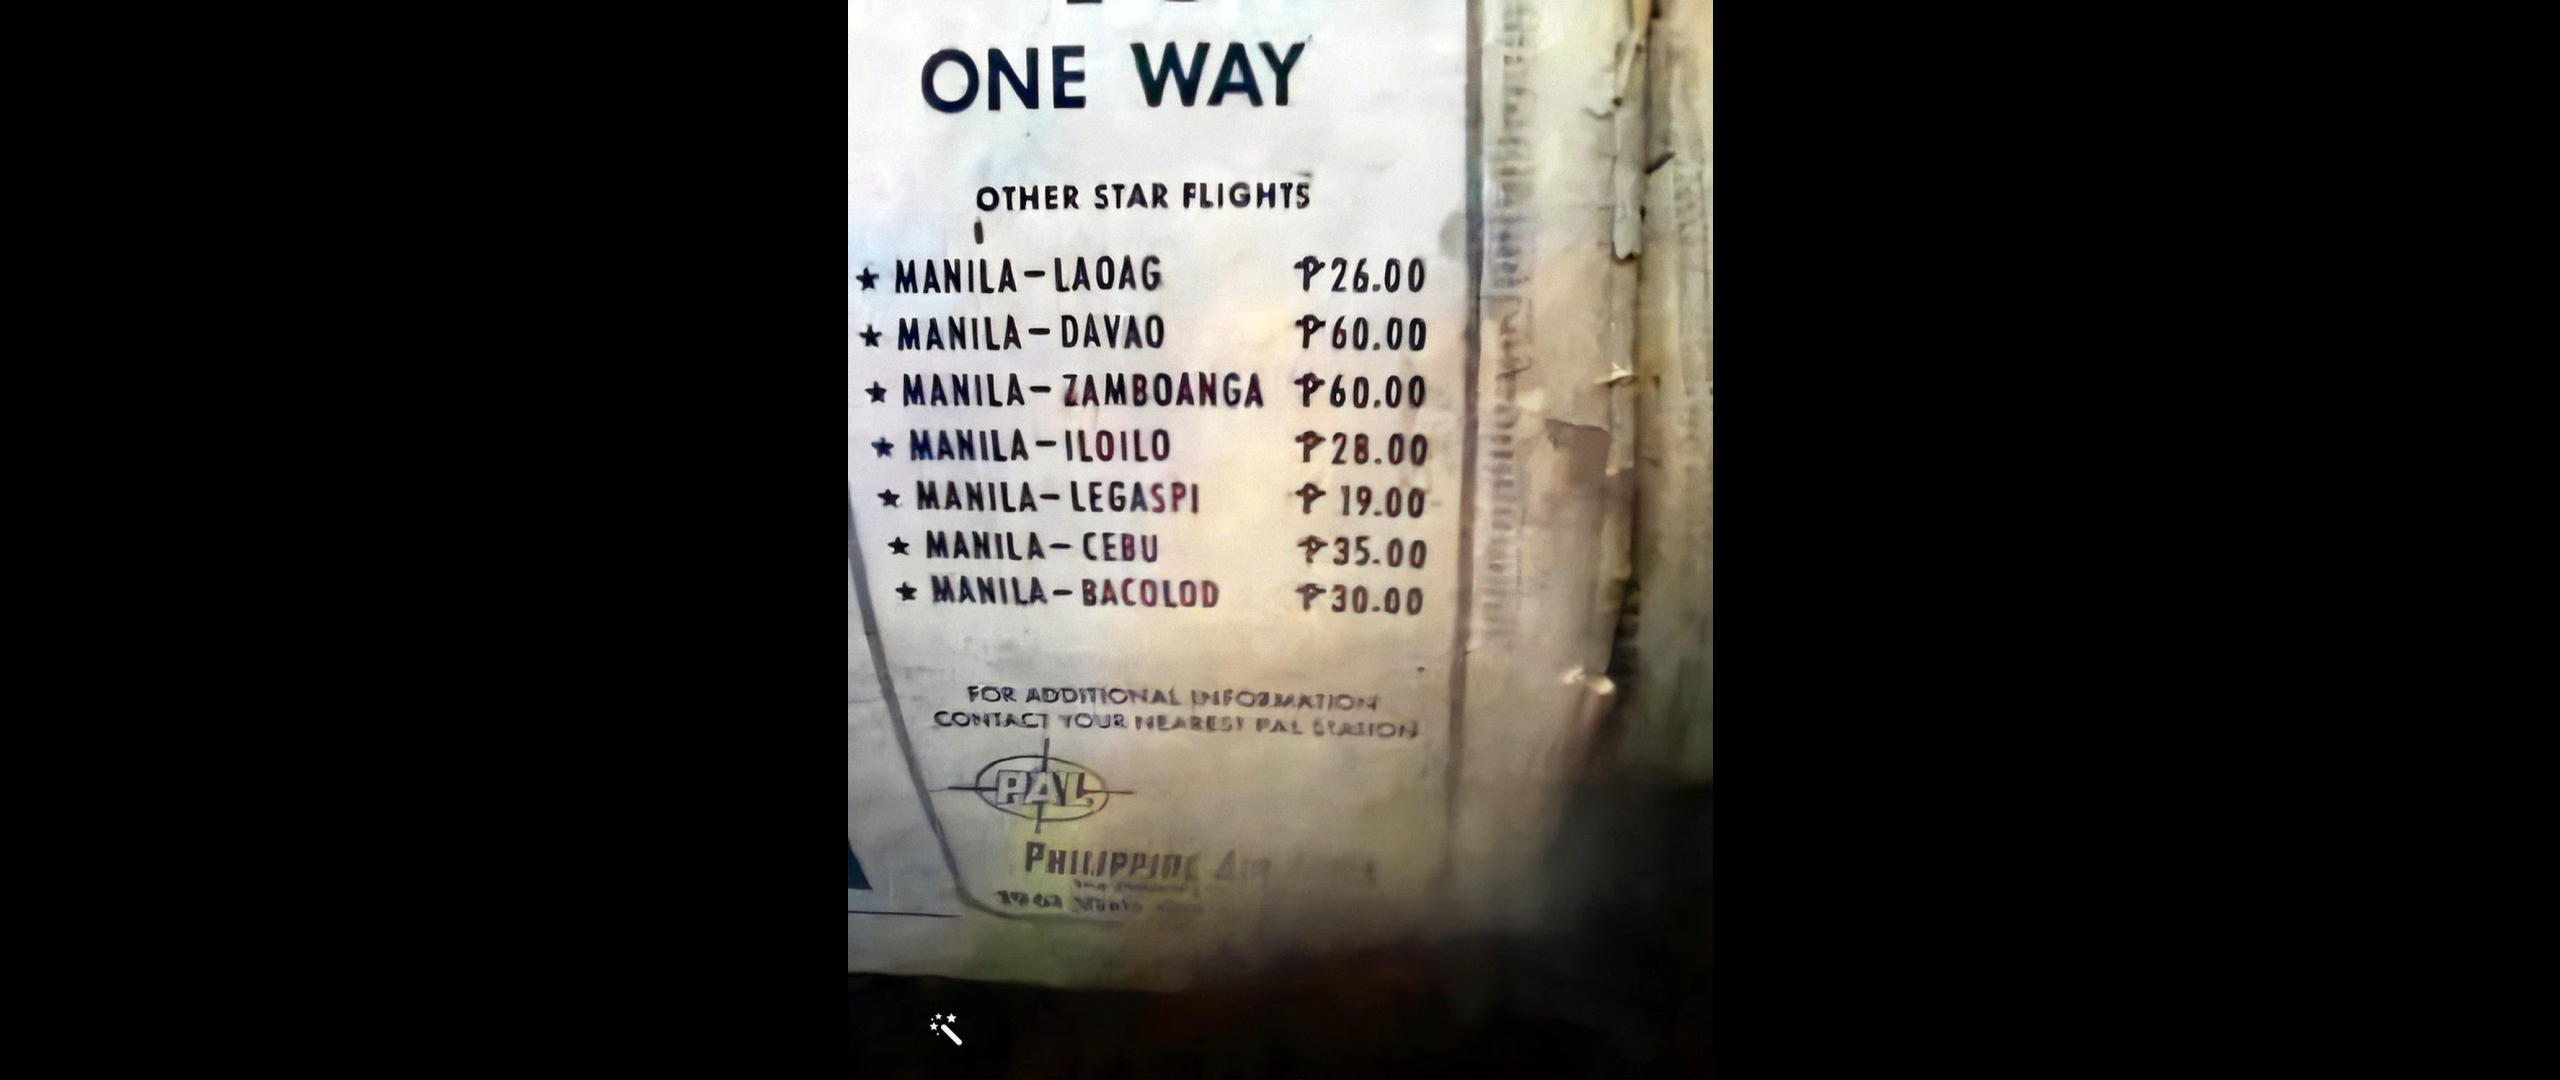 ONE WAY
OTHER STAR FLIGHTS
★ MANILA – LAOAG ₱26.00
★ MANILA – DAVAO ₱60.00
★ MANILA – ZAMBOANGA ₱60.00
★ MANILA – ILOILO ₱28.00
★ MANILA – LEGASPI ₱19.00
★ MANILA – CEBU ₱35.00
★ MANILA – BACOLOD ₱30.00
FOR ADDITIONAL INFORMATION
CONTACT YOUR NEAREST PAL STATION
PAL
PHILIPPINE AIR